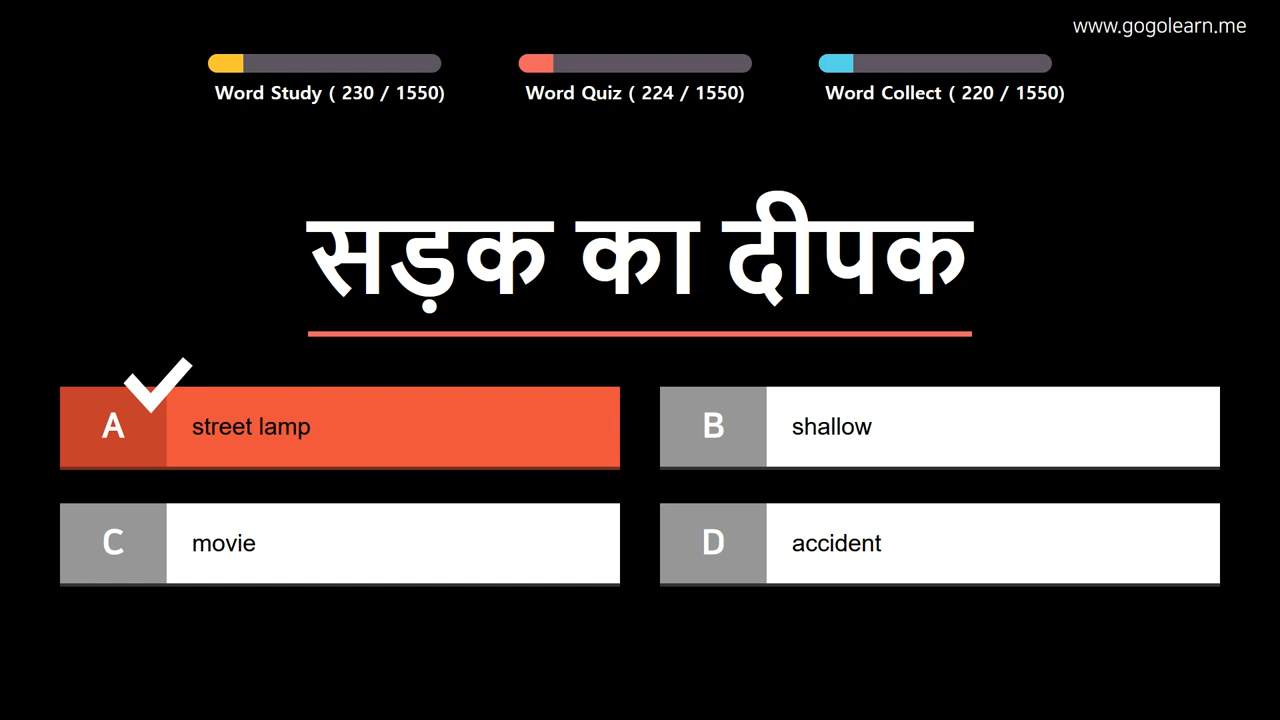 www.gogolearn.me
Word Study ( 230 / 1550)
Word Quiz ( 224 / 1550)
Word Collect ( 220 / 1550)
सड़क का दीपक
A street lamp
B shallow
C movie
D accident